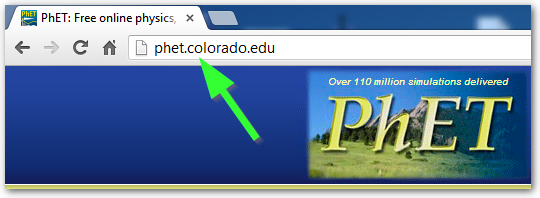 PhET: Free online physics,
phet.colorado.edu
Over 110 million simulations delivered
PhET